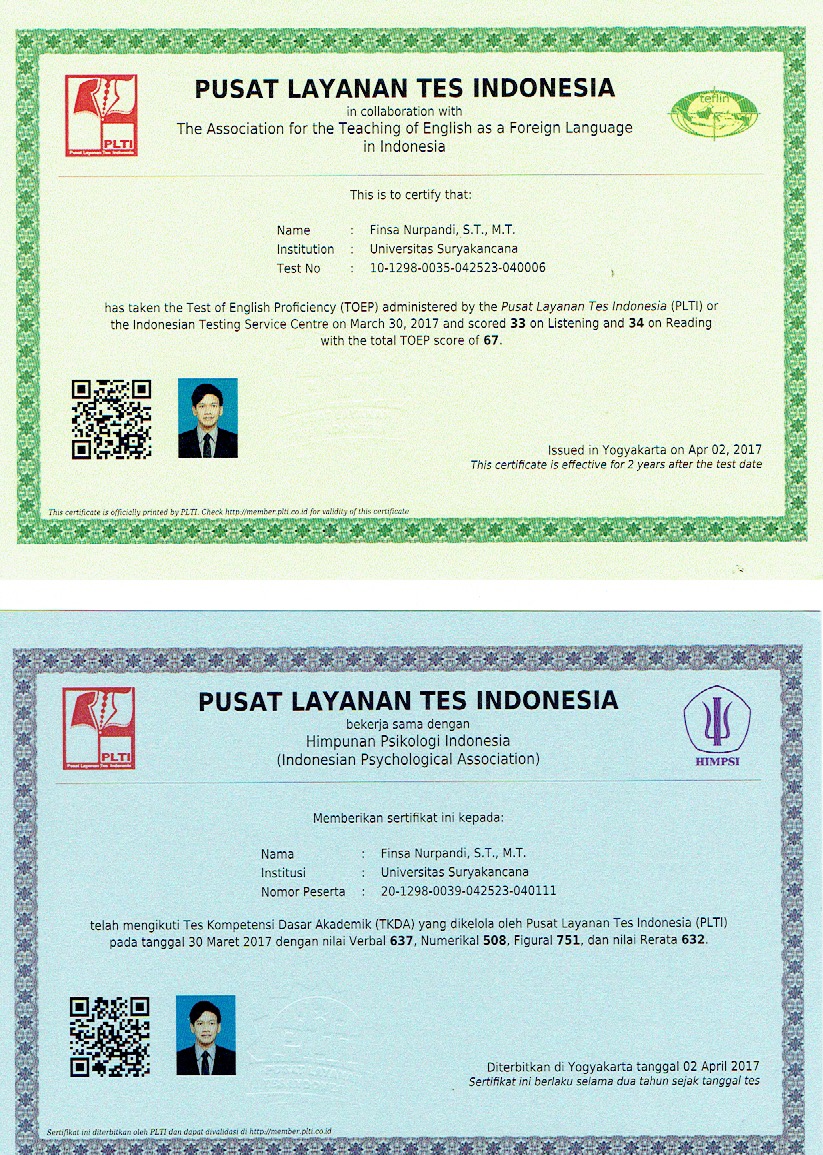 PUSAT LAYANAN TES INDONESIA
in collaboration with
The Association for the Teaching of English as a Foreign Language
in Indonesia
PLTI
Pusat Layanan Tes Indonesia
teflin
This is to certify that:
Name : Finsa Nurpandi, S.T., M.T.
Institution : Universitas Suryakancana
Test No : 10-1298-0035-042523-040006
has taken the Test of English Proficiency (TOEP) administered by the Pusat Layanan Tes Indonesia (PLTI) or
the Indonesian Testing Service Centre on March 30, 2017 and scored 33 on Listening and 34 on Reading
with the total TOEP score of 67.
Issued in Yogyakarta on Apr 02, 2017
This certificate is effective for 2 years after the test date
This certificate is officially printed by PLTI. Check http://member.plti.co.id for validity of this certificate
PUSAT LAYANAN TES INDONESIA
bekerja sama dengan
Himpunan Psikologi Indonesia
(Indonesian Psychological Association)
PLTI
Pusat Layanan Tes Indonesia
HIMPSI
Memberikan sertifikat ini kepada:
Nama : Finsa Nurpandi, S.T., M.T.
Institusi : Universitas Suryakancana
Nomor Peserta : 20-1298-0039-042523-040111
telah mengikuti Tes Kompetensi Dasar Akademik (TKDA) yang dikelola oleh Pusat Layanan Tes Indonesia (PLTI)
pada tanggal 30 Maret 2017 dengan nilai Verbal 637, Numerikal 508, Figural 751, dan nilai Rerata 632.
Diterbitkan di Yogyakarta tanggal 02 April 2017
Sertifikat ini berlaku selama dua tahun sejak tanggal tes
Sertifikat ini diterbitkan oleh PLTI dan dapat divalidasi di http://member.plti.co.id